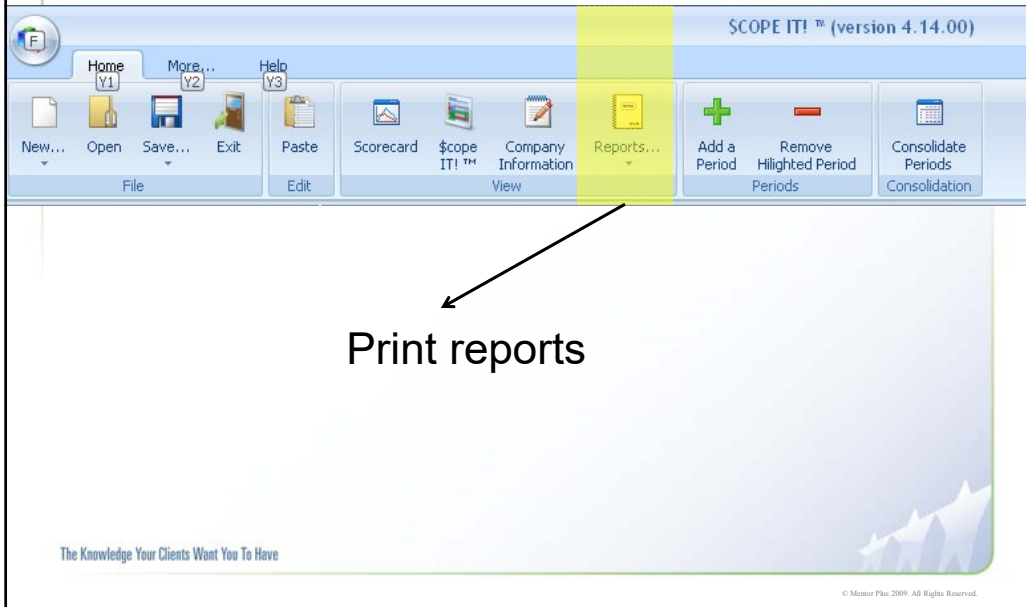 $COPE IT! ™ (version 4.14.00)
F
Home More... Help
Y1 Y2 Y3
New... Open Save... Exit Paste Scorecard $cope IT! ™ Company Information Reports... Add a Period Remove Hilighted Period Consolidate Periods
File Edit View Periods Consolidation
Print reports
The Knowledge Your Clients Want You To Have
© Mentor Plus 2009. All Rights Reserved.